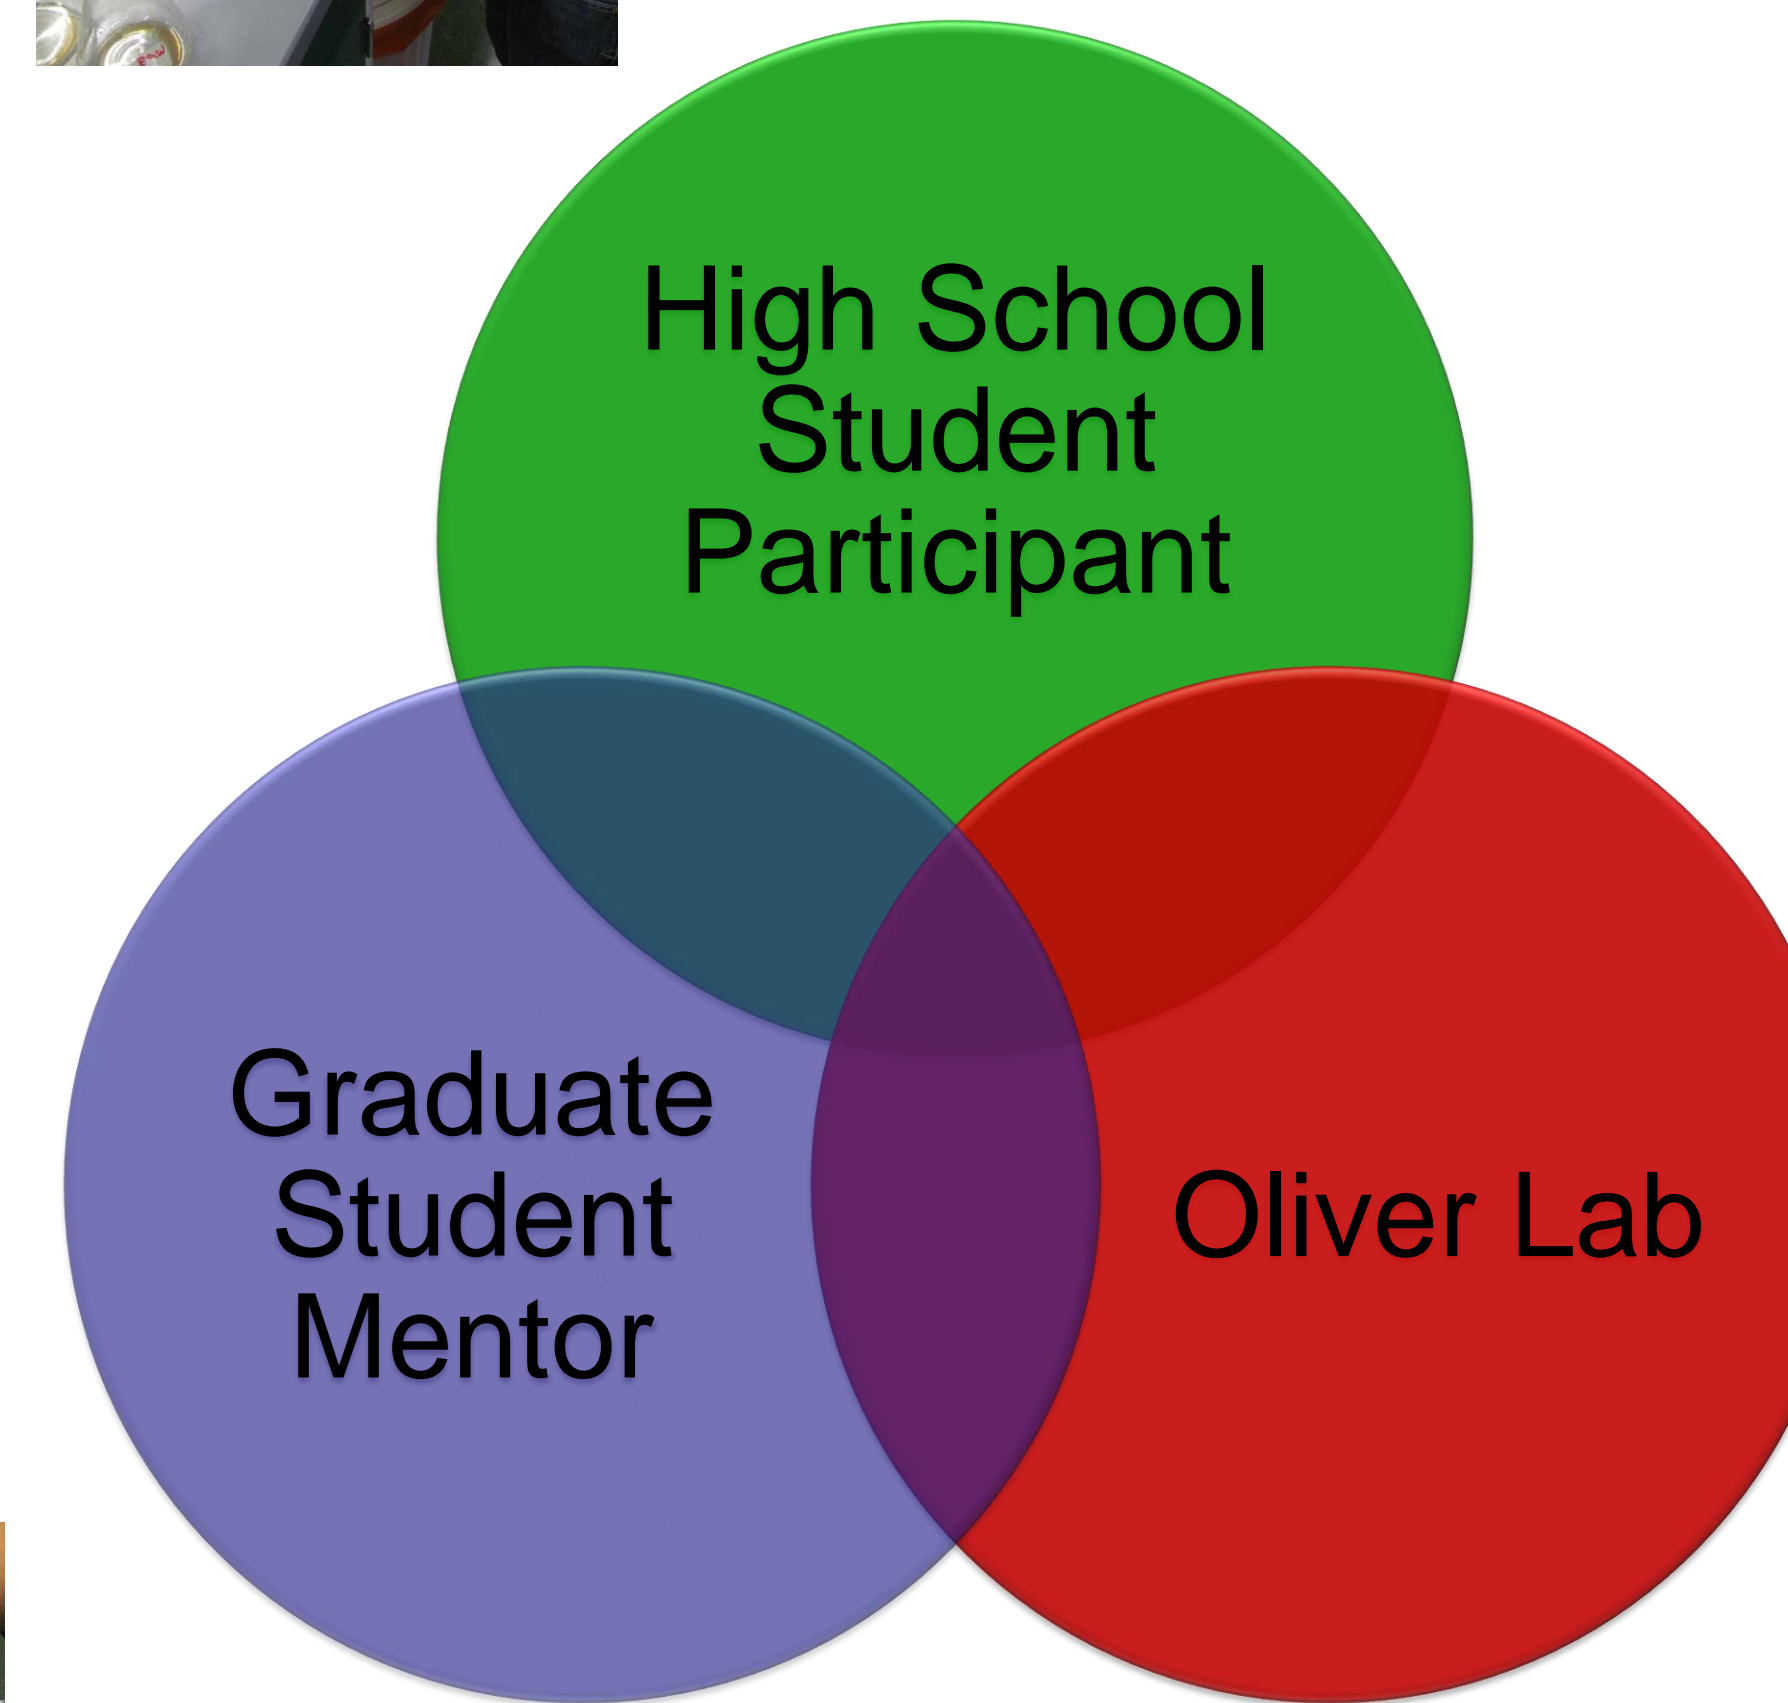 High School
Student
Participant
Graduate
Student
Mentor
Oliver Lab